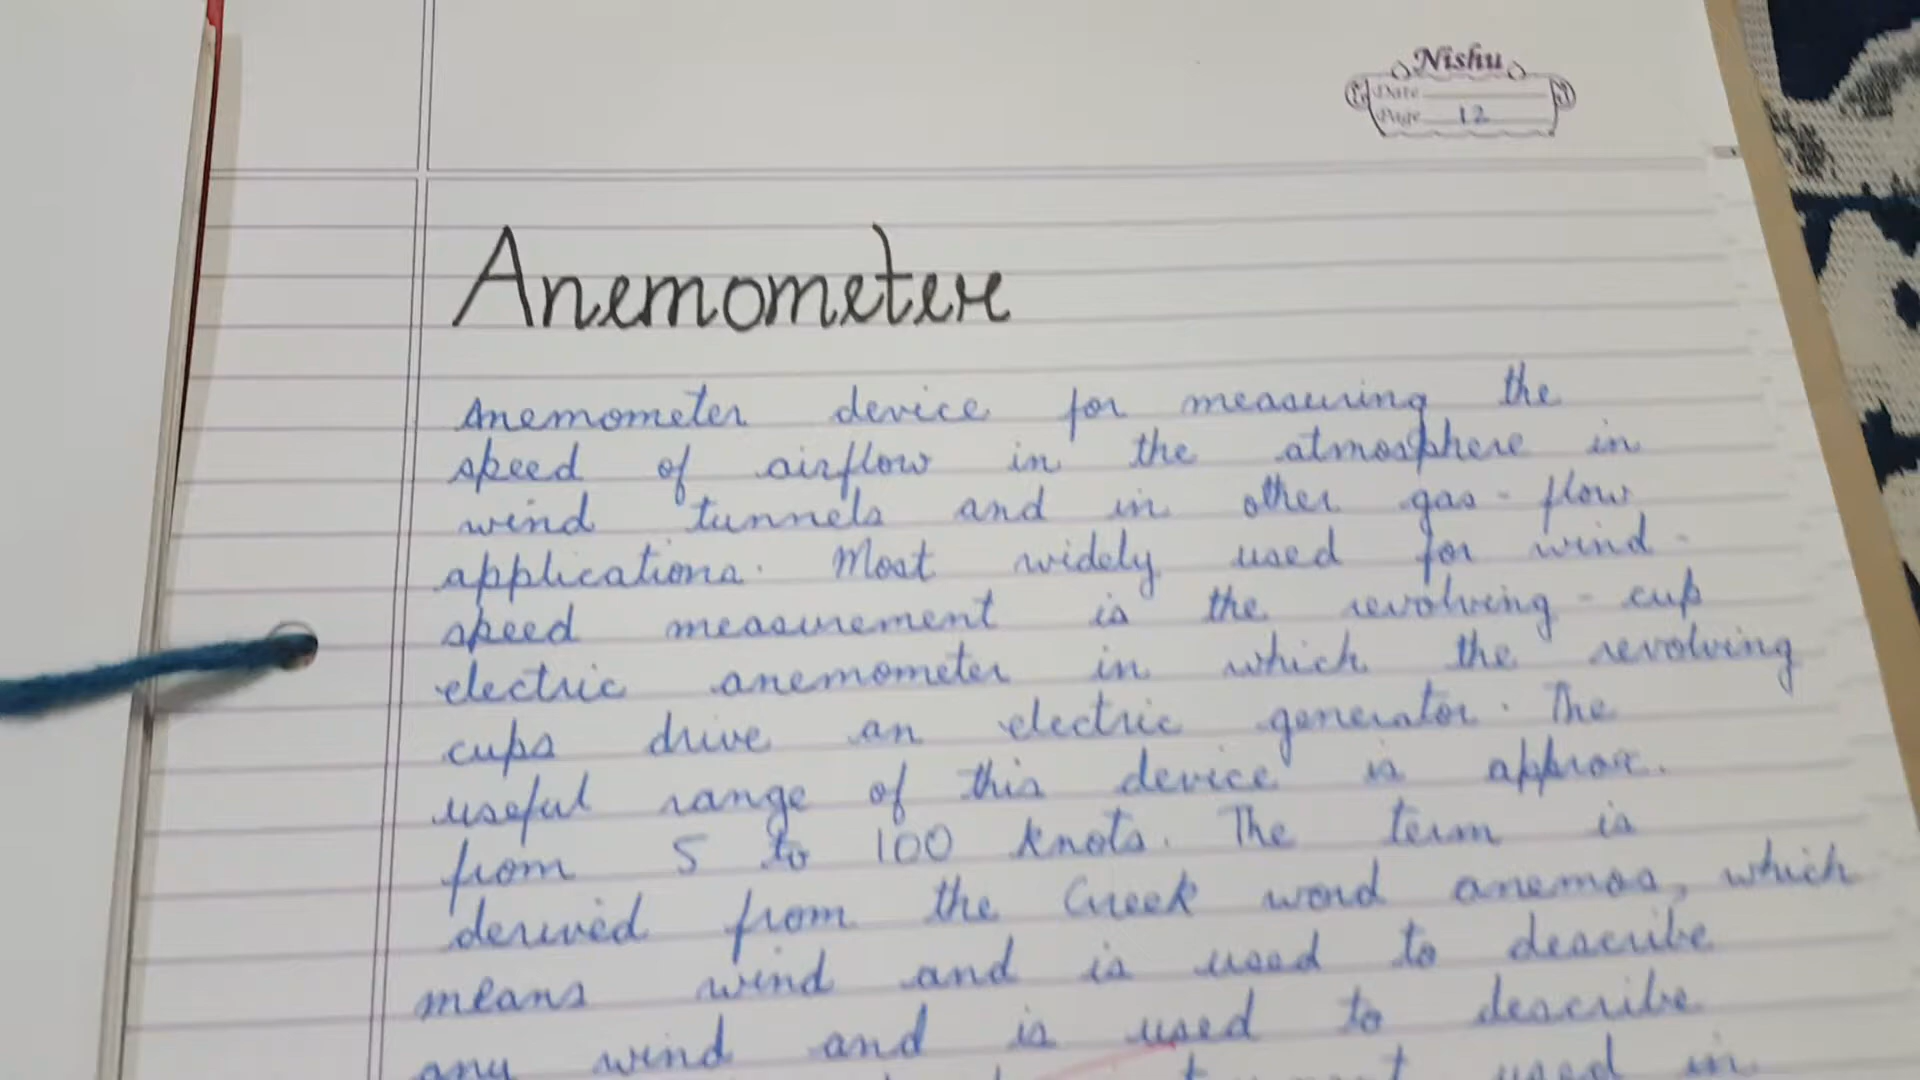 Nishu
Date
Page 12
Anemometer
Anemometer device for measuring the
speed of airflow in the atmosphere in
wind tunnels and in other gas-flow
applications. Most widely used for wind-
speed measurement is the revolving-cup
electric anemometer in which the revolving
cups drive an electric generator. The
useful range of this device is approx.
from 5 to 100 knots. The term is
derived from the Greek word anemos, which
means wind and is used to describe
any wind and is used to describe
used in